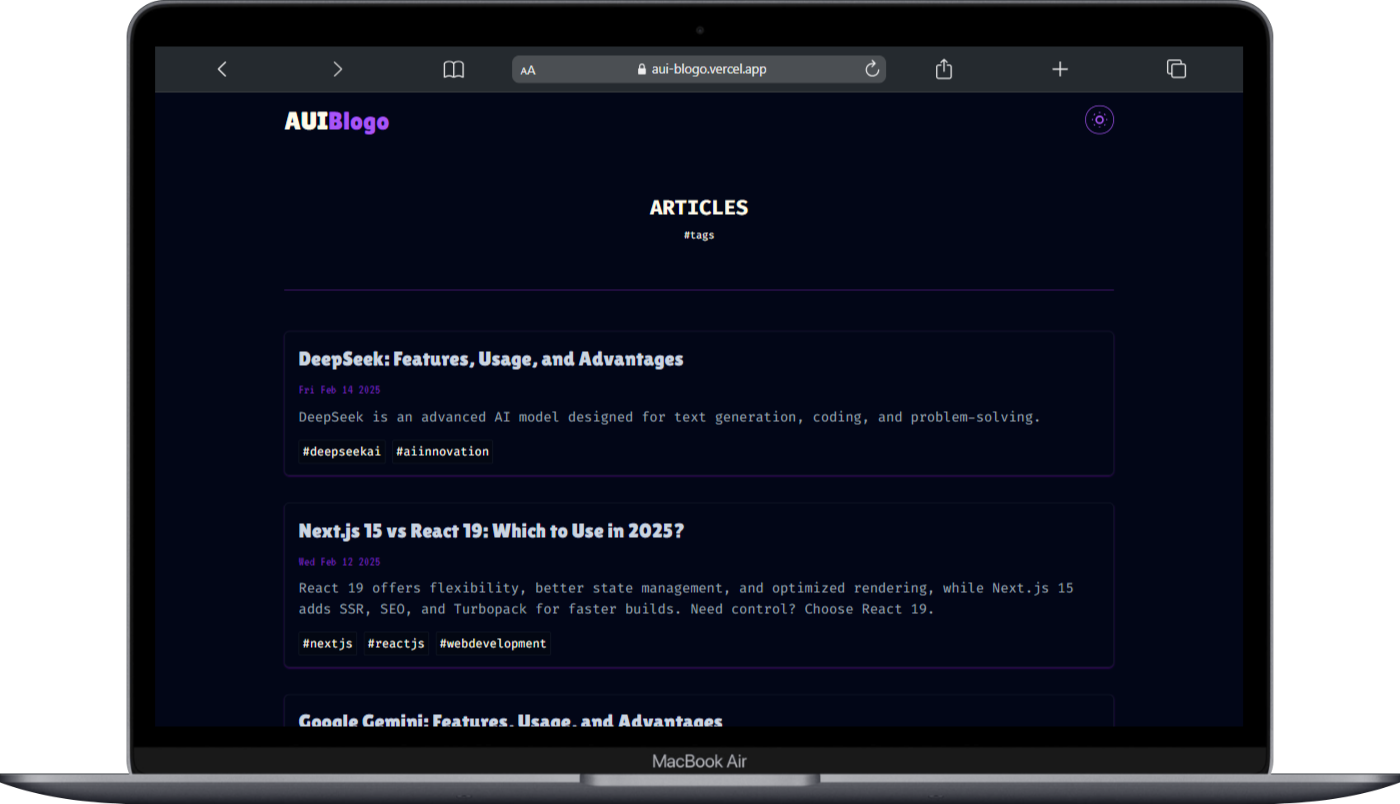 AA aui-blogo.vercel.app
AUIBlogo
ARTICLES
#tags
DeepSeek: Features, Usage, and Advantages
Fri Feb 14 2025
DeepSeek is an advanced AI model designed for text generation, coding, and problem-solving.
#deepseekai #aiinnovation
Next.js 15 vs React 19: Which to Use in 2025?
Wed Feb 12 2025
React 19 offers flexibility, better state management, and optimized rendering, while Next.js 15
adds SSR, SEO, and Turbopack for faster builds. Need control? Choose React 19.
#nextjs #reactjs #webdevelopment
Google Gemini: Features, Usage, and Advantages
MacBook Air